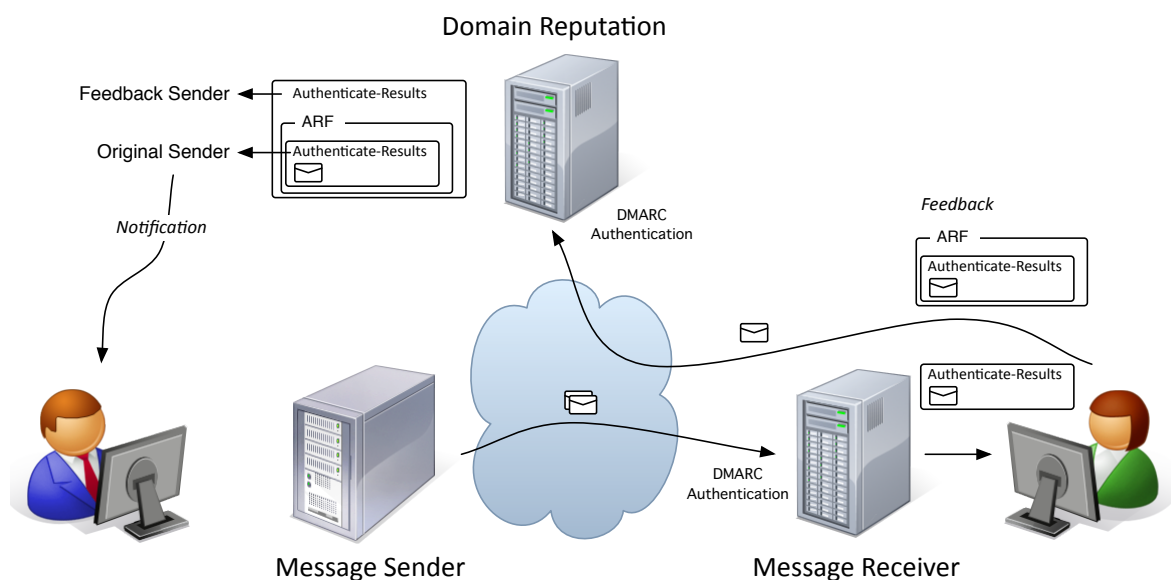 Domain Reputation
Feedback Sender
Authenticate-Results
ARF
Original Sender
Authenticate-Results
Notification
DMARC
Authentication
Feedback
ARF
Authenticate-Results
Authenticate-Results
DMARC
Authentication
Message Sender
Message Receiver